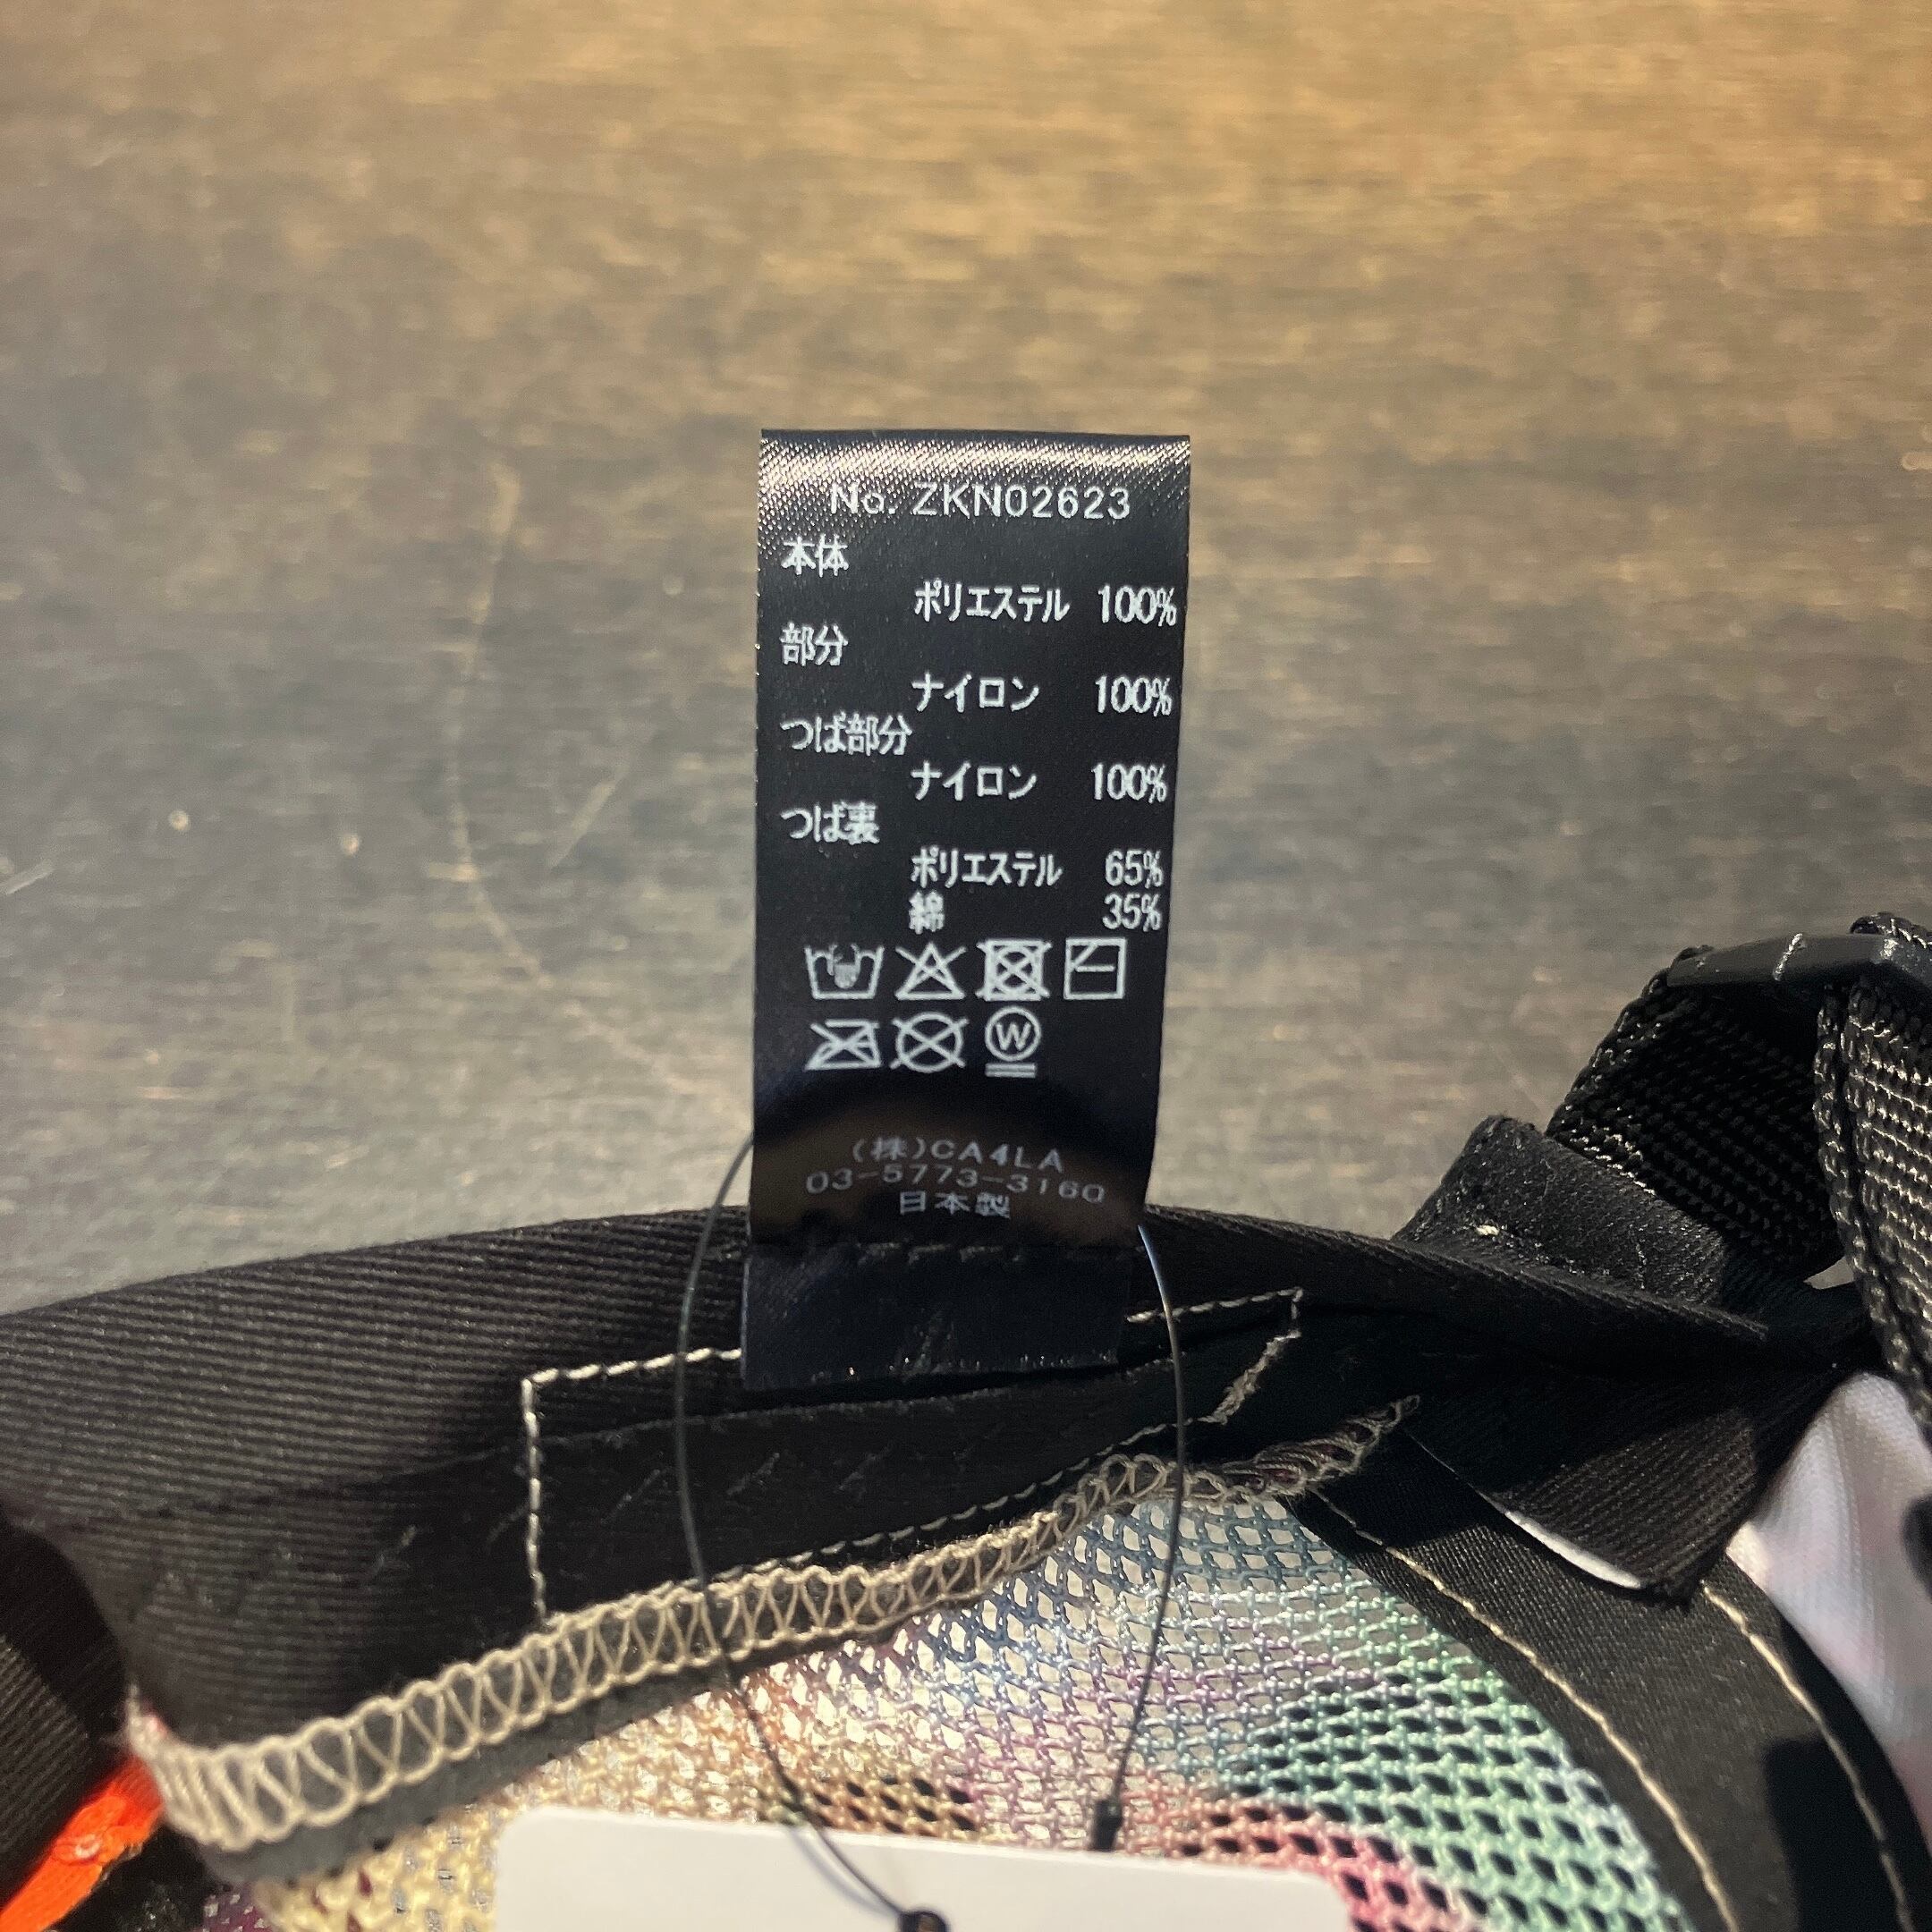 No. ZKN02623
本体
ポリエステル 100%
部分
ナイロン 100%
つば部分
ナイロン 100%
つば裏
ポリエステル 65%
綿 35%
W
(株)CA4LA
03-5773-3160
日本製